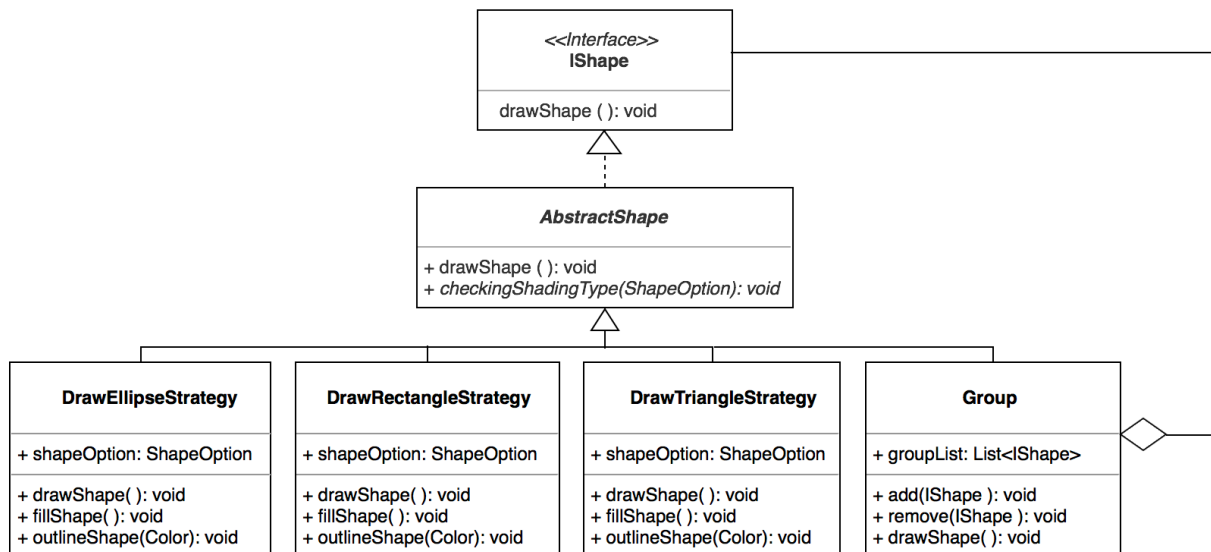 <<Interface>>
IShape
drawShape ( ): void
AbstractShape
+ drawShape ( ): void
+ checkingShadingType(ShapeOption): void
DrawEllipseStrategy
+ shapeOption: ShapeOption
+ drawShape( ): void
+ fillShape( ): void
+ outlineShape(Color): void
DrawRectangleStrategy
+ shapeOption: ShapeOption
+ drawShape( ): void
+ fillShape( ): void
+ outlineShape(Color): void
DrawTriangleStrategy
+ shapeOption: ShapeOption
+ drawShape( ): void
+ fillShape( ): void
+ outlineShape(Color): void
Group
+ groupList: List<IShape>
+ add(IShape ): void
+ remove(IShape ): void
+ drawShape( ): void